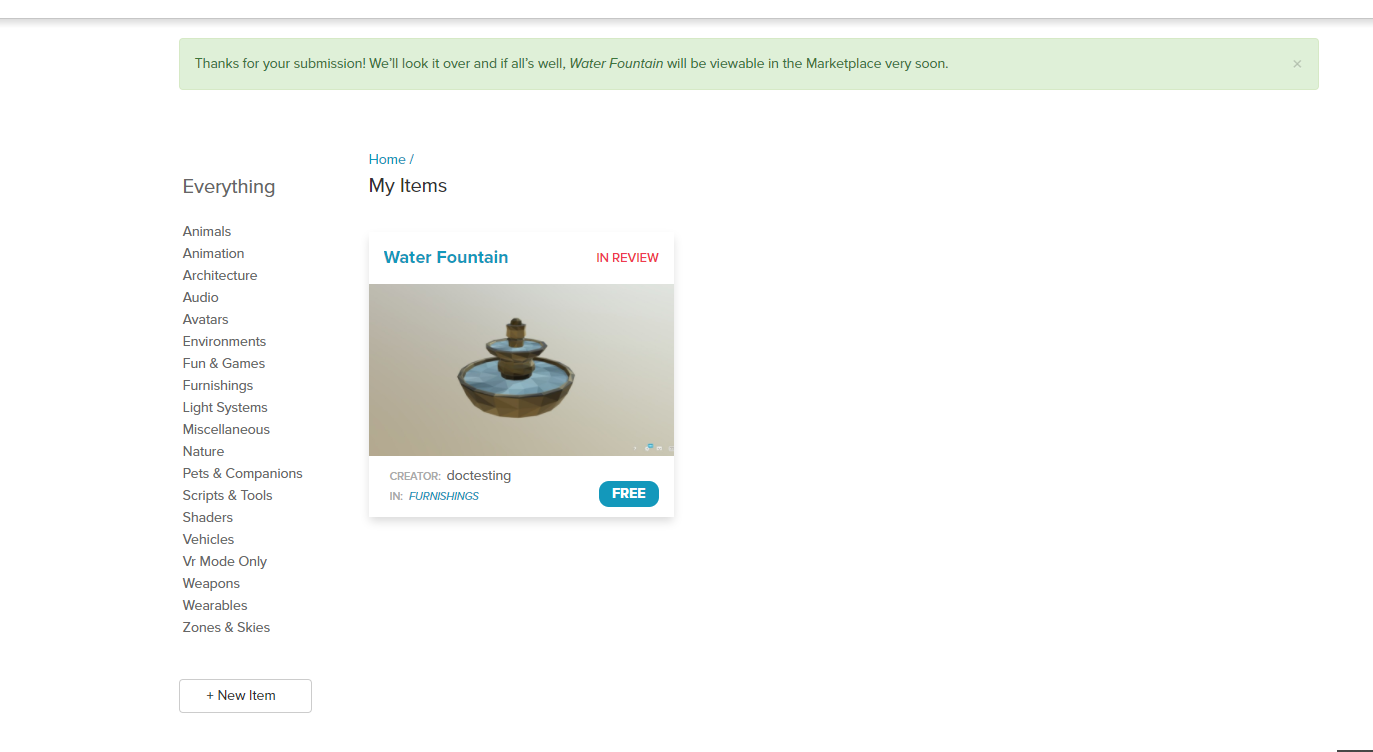 Thanks for your submission! We'll look it over and if all's well, Water Fountain will be viewable in the Marketplace very soon.
×
Home /
My Items
Everything
Animals
Animation
Architecture
Audio
Avatars
Environments
Fun & Games
Furnishings
Light Systems
Miscellaneous
Nature
Pets & Companions
Scripts & Tools
Shaders
Vehicles
Vr Mode Only
Weapons
Wearables
Zones & Skies
+ New Item
Water Fountain IN REVIEW
CREATOR: doctesting
IN: FURNISHINGS
FREE